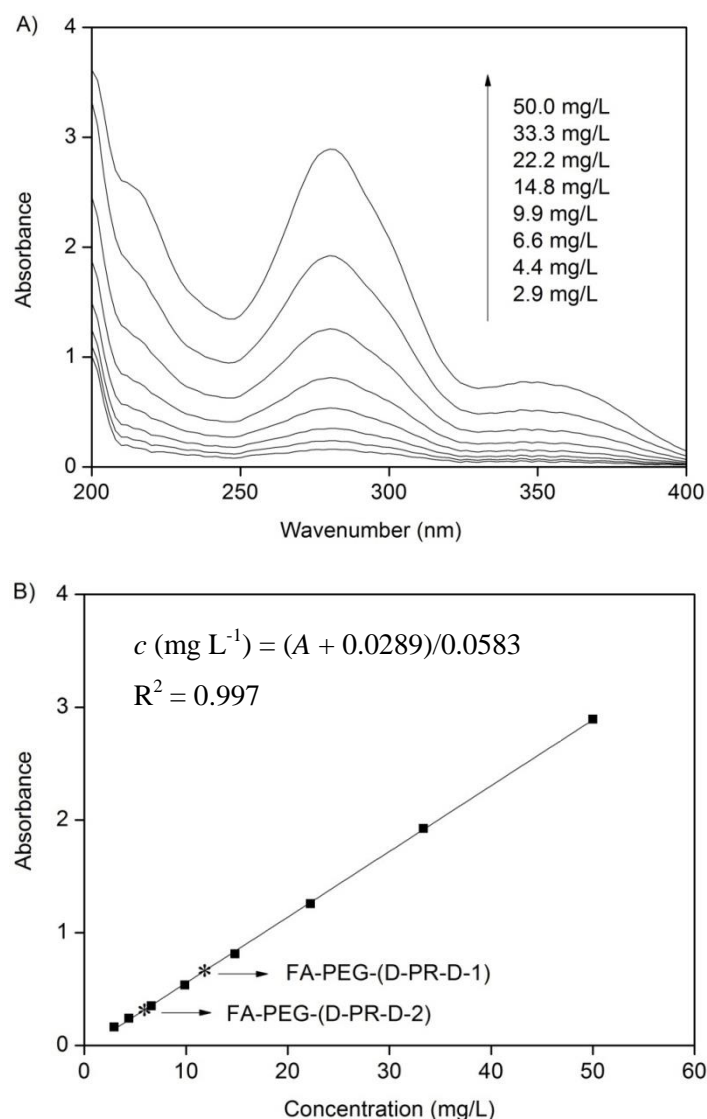 A)
4
3
2
1
0
Absorbance
50.0 mg/L
33.3 mg/L
22.2 mg/L
14.8 mg/L
9.9 mg/L
6.6 mg/L
4.4 mg/L
2.9 mg/L
200 250 300 350 400
Wavenumber (nm)
B)
4
3
2
1
0
Absorbance
c (mg L⁻¹) = (A + 0.0289)/0.0583
R² = 0.997
FA-PEG-(D-PR-D-1)
FA-PEG-(D-PR-D-2)
0 10 20 30 40 50 60
Concentration (mg/L)